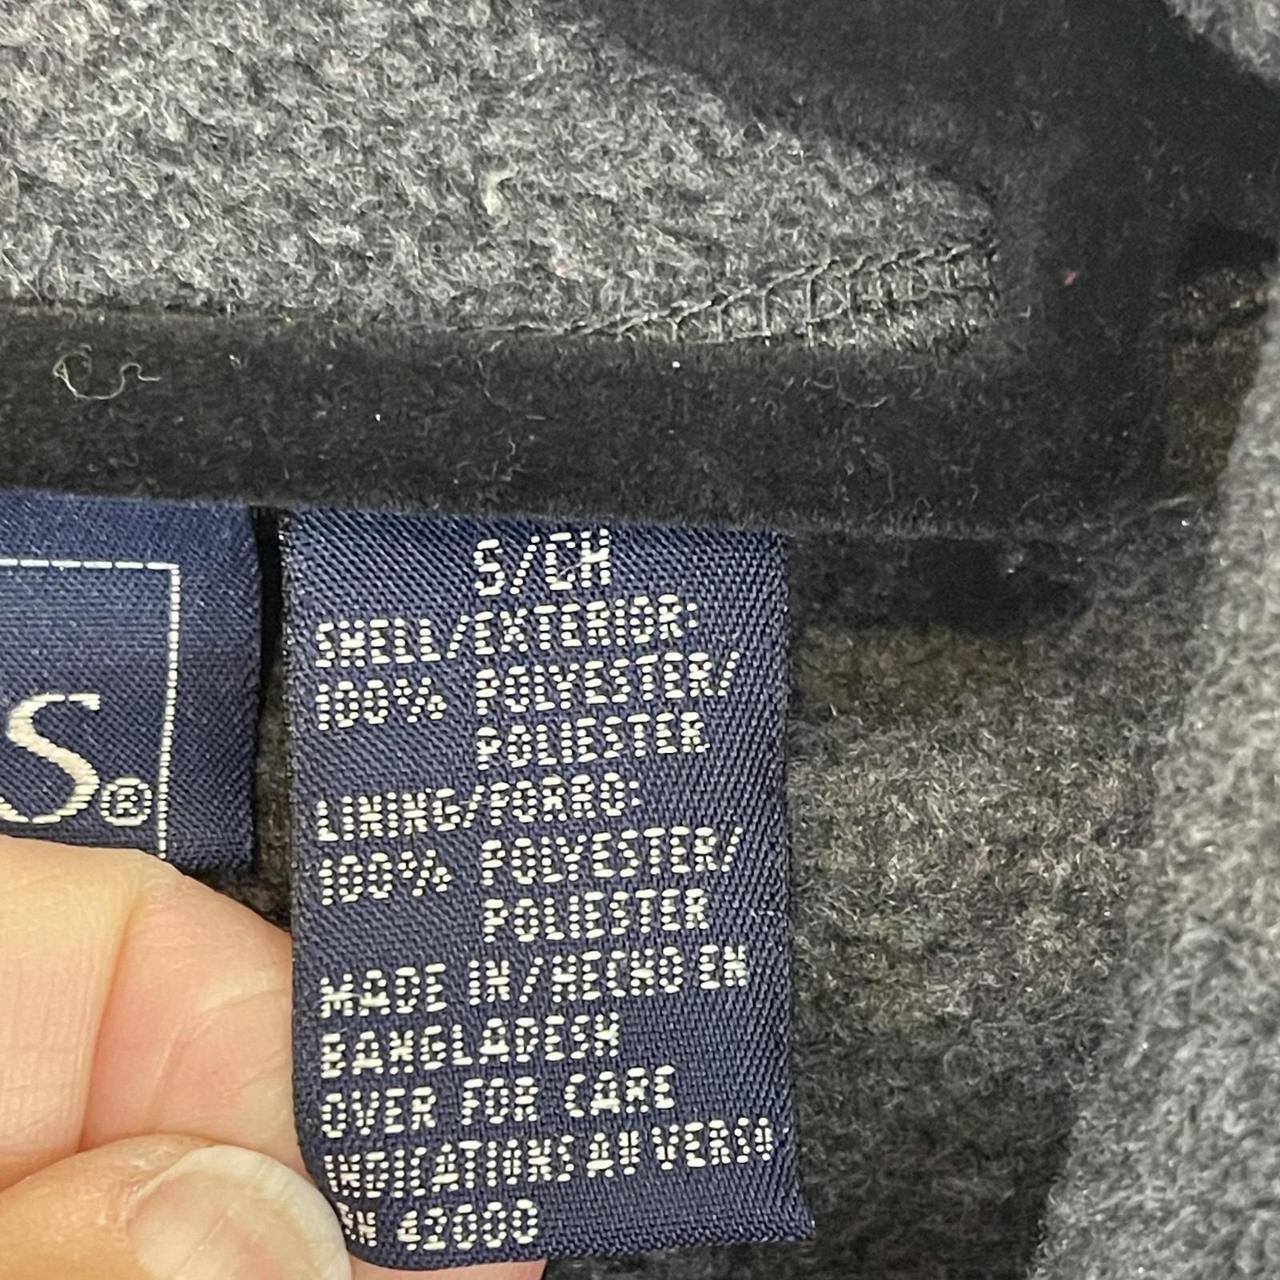 S®
S/CH
SHELL/EXTERIOR:
100% POLYESTER/
POLIESTER
LINING/FORRO:
100% POLYESTER/
POLIESTER
MADE IN/HECHO EN
BANGLADESH
OVER FOR CARE
INDICATIONS AU VERSO
42000